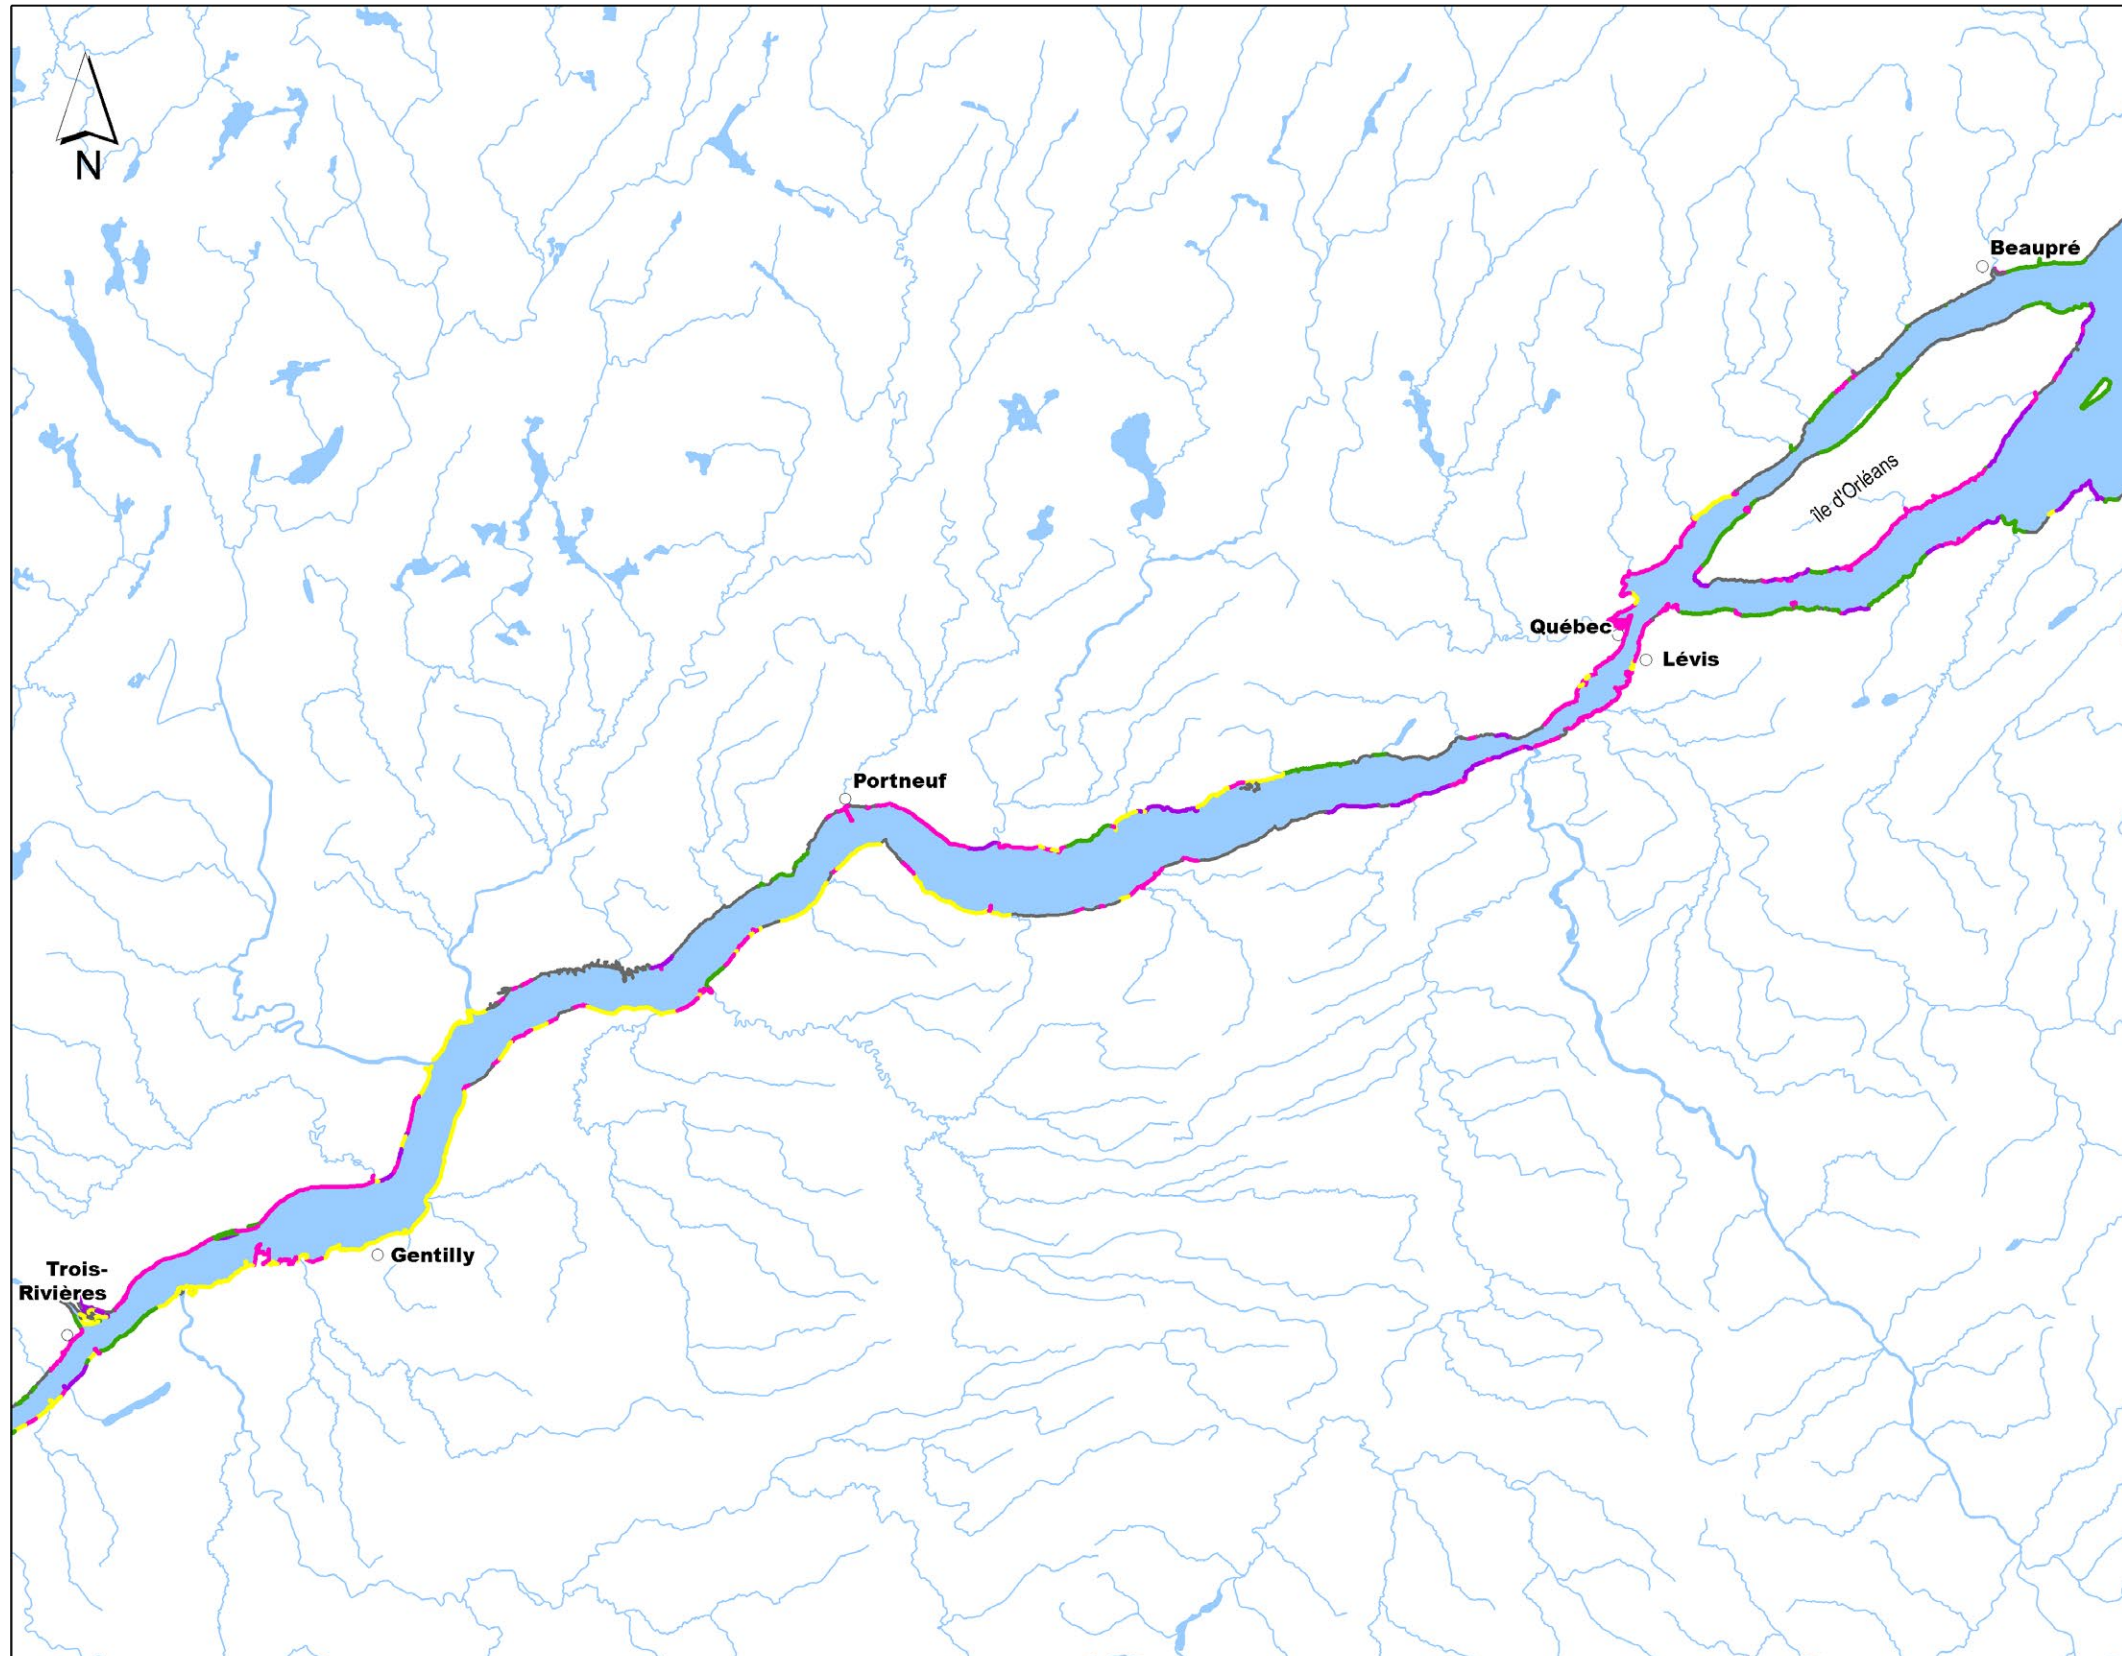 N
Beaupré
île d'Orléans
Québec
Lévis
Portneuf
Gentilly
Trois-
Rivières